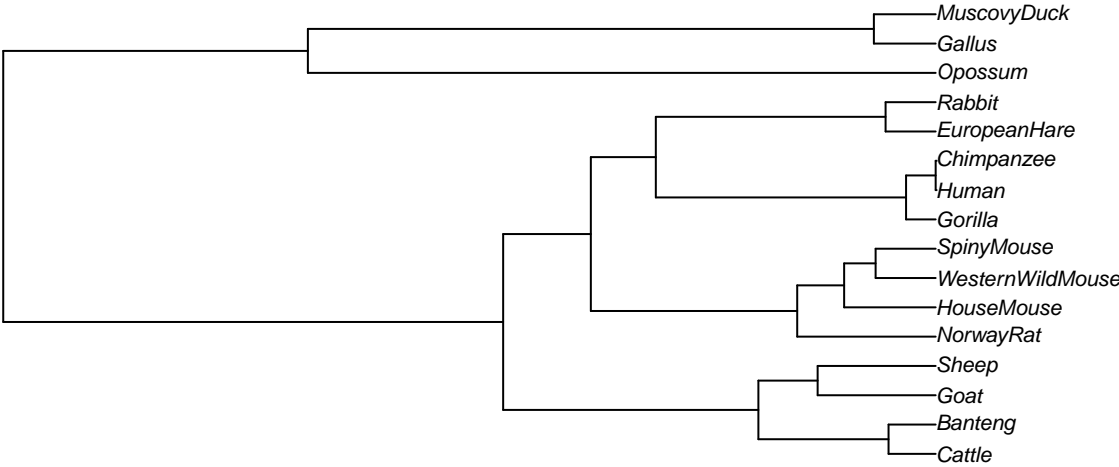 MuscovyDuck
Gallus
Opossum
Rabbit
EuropeanHare
Chimpanzee
Human
Gorilla
SpinyMouse
WesternWildMouse
HouseMouse
NorwayRat
Sheep
Goat
Banteng
Cattle